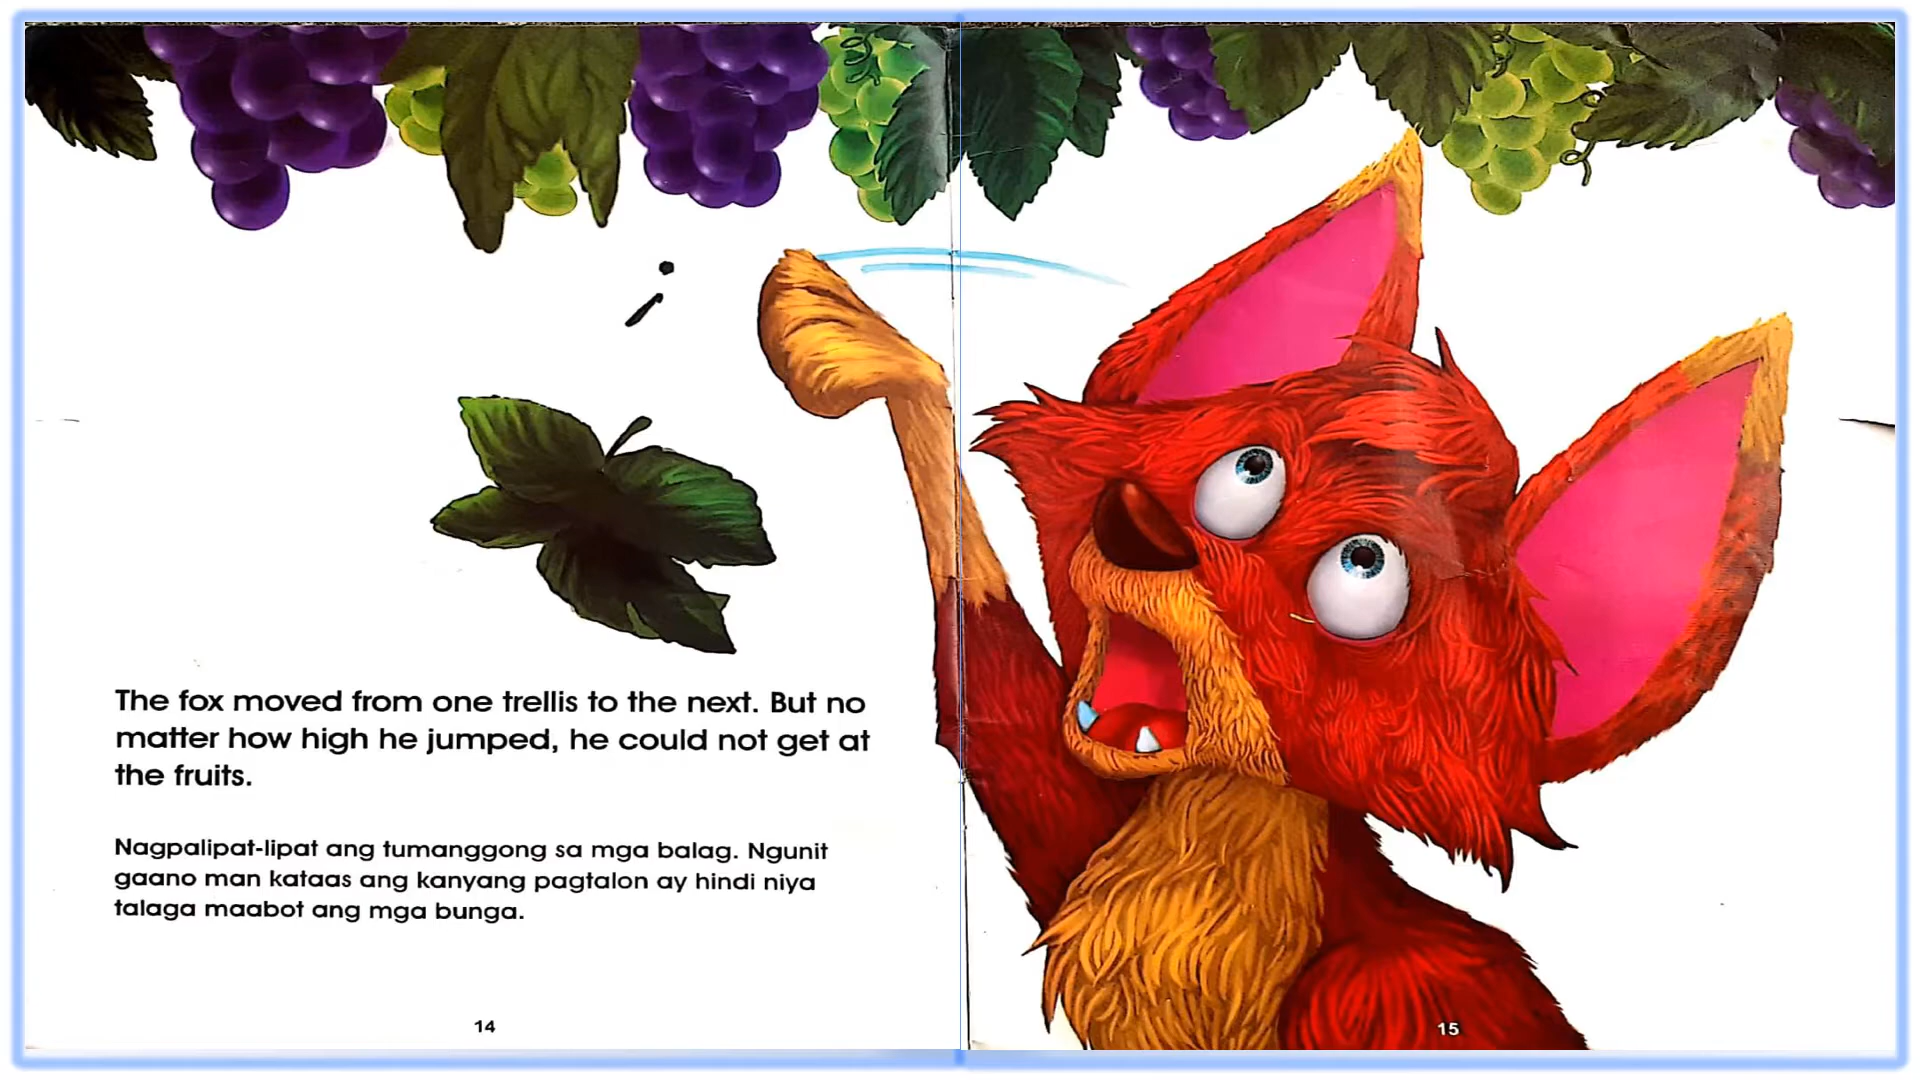 The fox moved from one trellis to the next. But no
matter how high he jumped, he could not get at
the fruits.
Nagpalipat-lipat ang tumanggong sa mga balag. Ngunit
gaano man kataas ang kanyang pagtalon ay hindi niya
talaga maabot ang mga bunga.
14
15